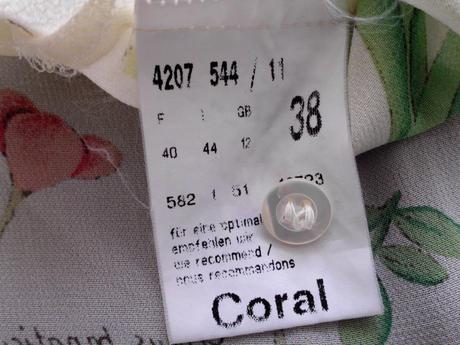 4207 544 / 11
F I GB 38
40 44 12
582 1 51
für eine optimal
empfehlen wir
we recommend /
nous recommandons
Coral